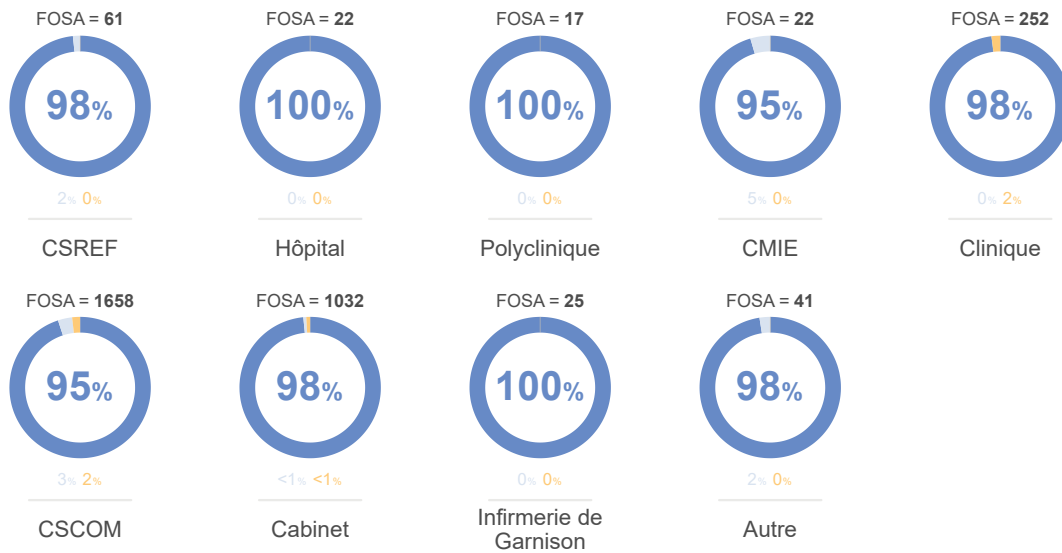 FOSA = 61
98%
2% 0%
CSREF
FOSA = 22
100%
0% 0%
Hôpital
FOSA = 17
100%
0% 0%
Polyclinique
FOSA = 22
95%
5% 0%
CMIE
FOSA = 252
98%
0% 2%
Clinique
FOSA = 1658
95%
3% 2%
CSCOM
FOSA = 1032
98%
<1% <1%
Cabinet
FOSA = 25
100%
0% 0%
Infirmerie de
Garnison
FOSA = 41
98%
2% 0%
Autre